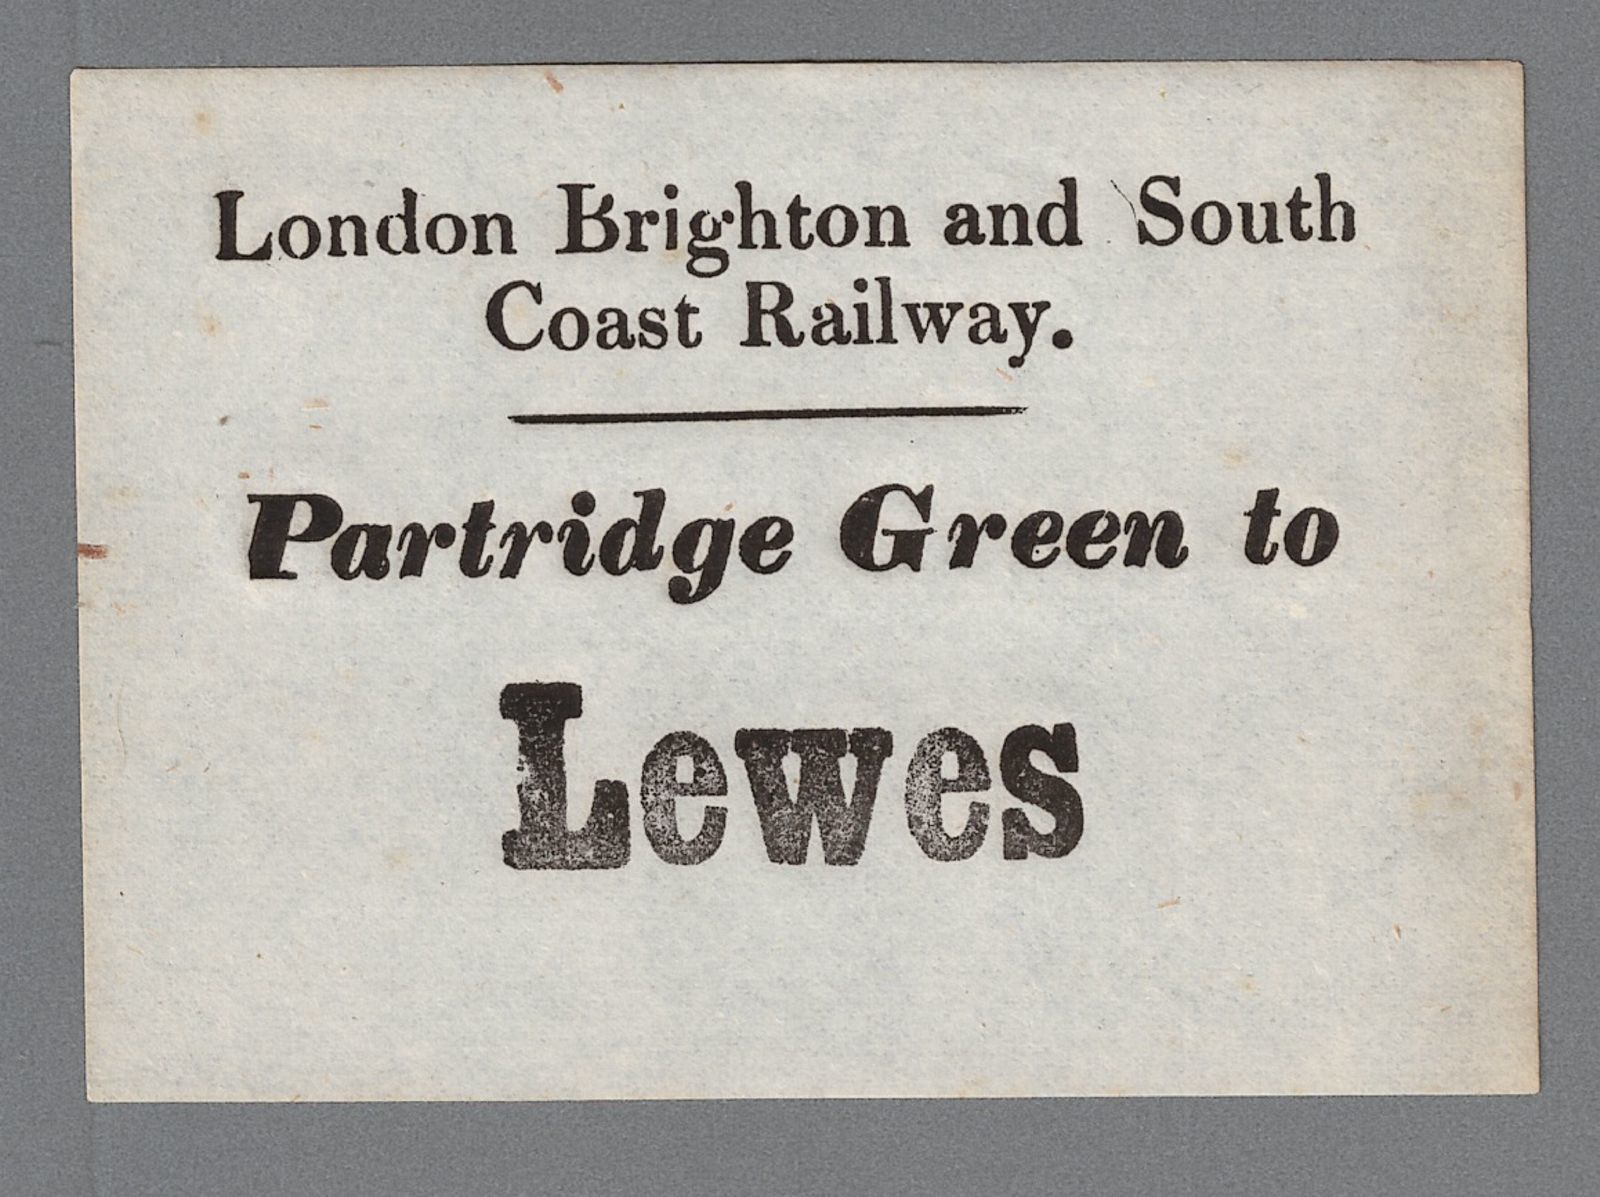 London Brighton and South
Coast Railway.
Partridge Green to
Lewes